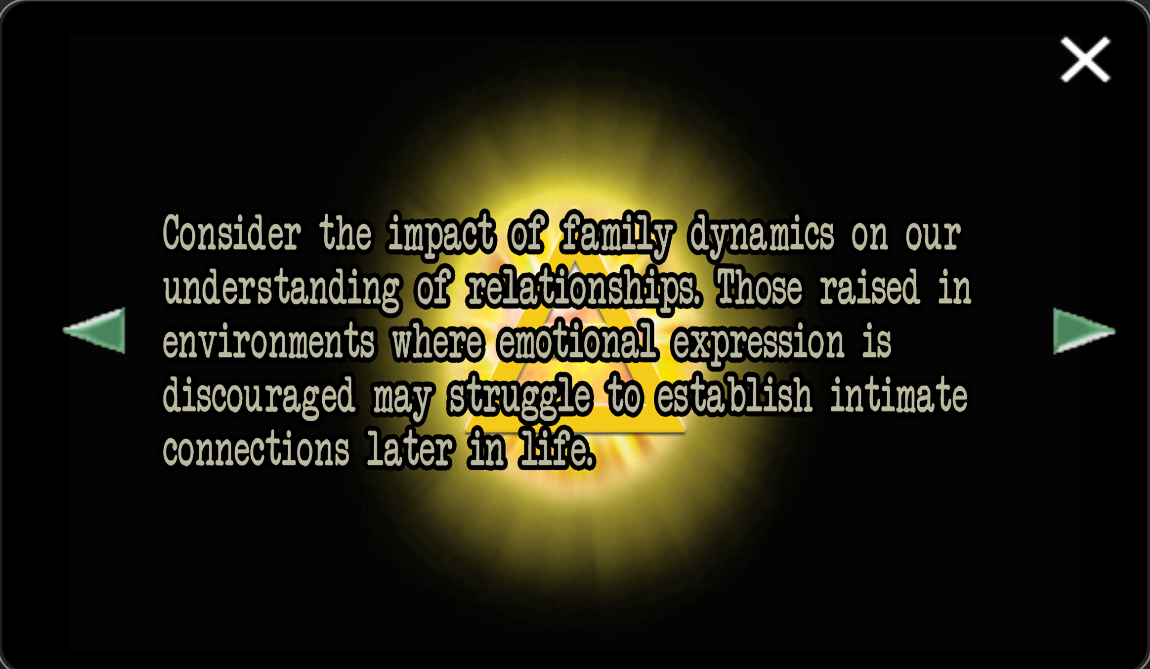 Consider the impact of family dynamics on our
understanding of relationships. Those raised in
environments where emotional expression is
discouraged may struggle to establish intimate
connections later in life.